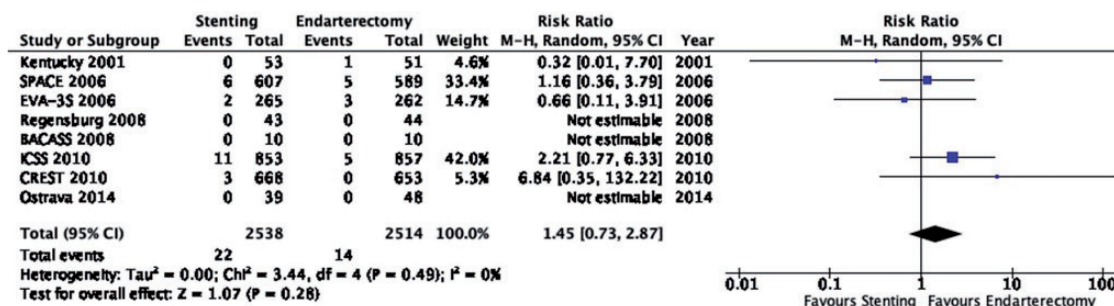 Stenting Endarterectomy Risk Ratio Risk Ratio
Study or Subgroup Events Total Events Total Weight M-H, Random, 95% CI Year M-H, Random, 95% CI
Kentucky 2001 0 53 1 51 4.6% 0.32 [0.01, 7.70] 2001
SPACE 2006 6 607 5 589 33.4% 1.16 [0.36, 3.79] 2006
EVA-3S 2006 2 265 3 262 14.7% 0.66 [0.11, 3.91] 2006
Regensburg 2008 0 43 0 44 Not estimable 2008
BACASS 2008 0 10 0 10 Not estimable 2008
ICSS 2010 11 853 5 857 42.0% 2.21 [0.77, 6.33] 2010
CREST 2010 3 668 0 653 5.3% 6.84 [0.35, 132.22] 2010
Ostrava 2014 0 39 0 48 Not estimable 2014
Total (95% CI) 2538 2514 100.0% 1.45 [0.73, 2.87]
Total events 22 14
Heterogeneity: Tau² = 0.00; Chi² = 3.44, df = 4 (P = 0.49); I² = 0%
Test for overall effect: Z = 1.07 (P = 0.28)
0.01 0.1 1 10 100
Favours Stenting Favours Endarterectomy